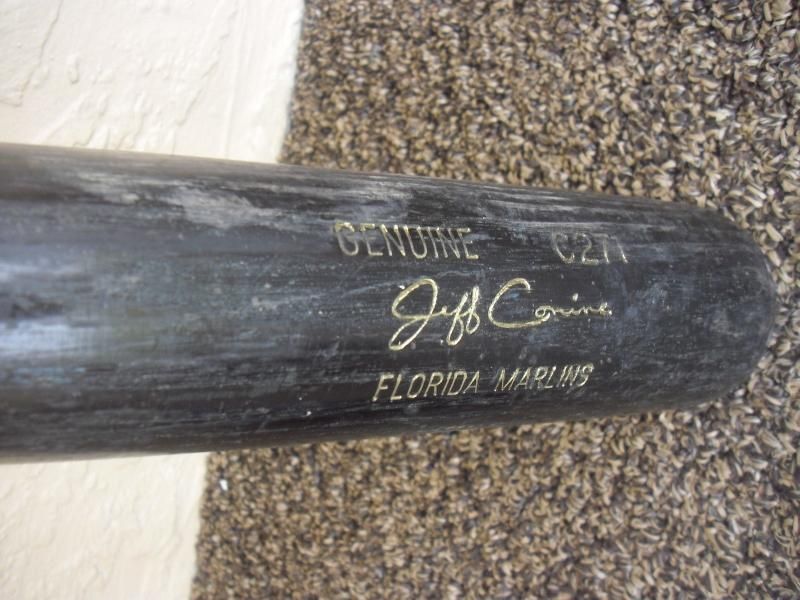 GENUINE C271
Jeff Conine
FLORIDA MARLINS